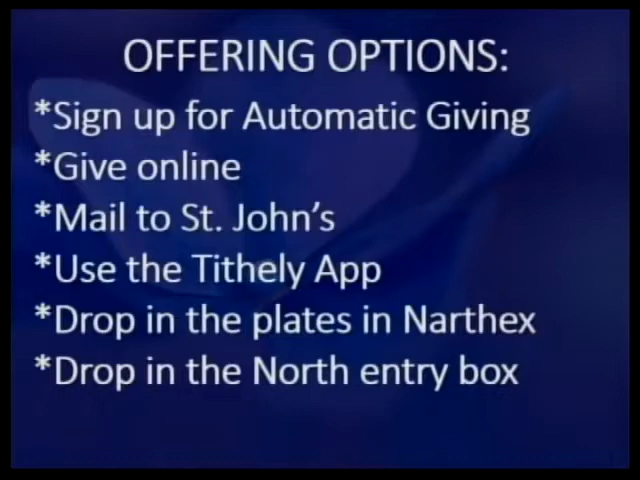 OFFERING OPTIONS:
*Sign up for Automatic Giving
*Give online
*Mail to St. John's
*Use the Tithely App
*Drop in the plates in Narthex
*Drop in the North entry box